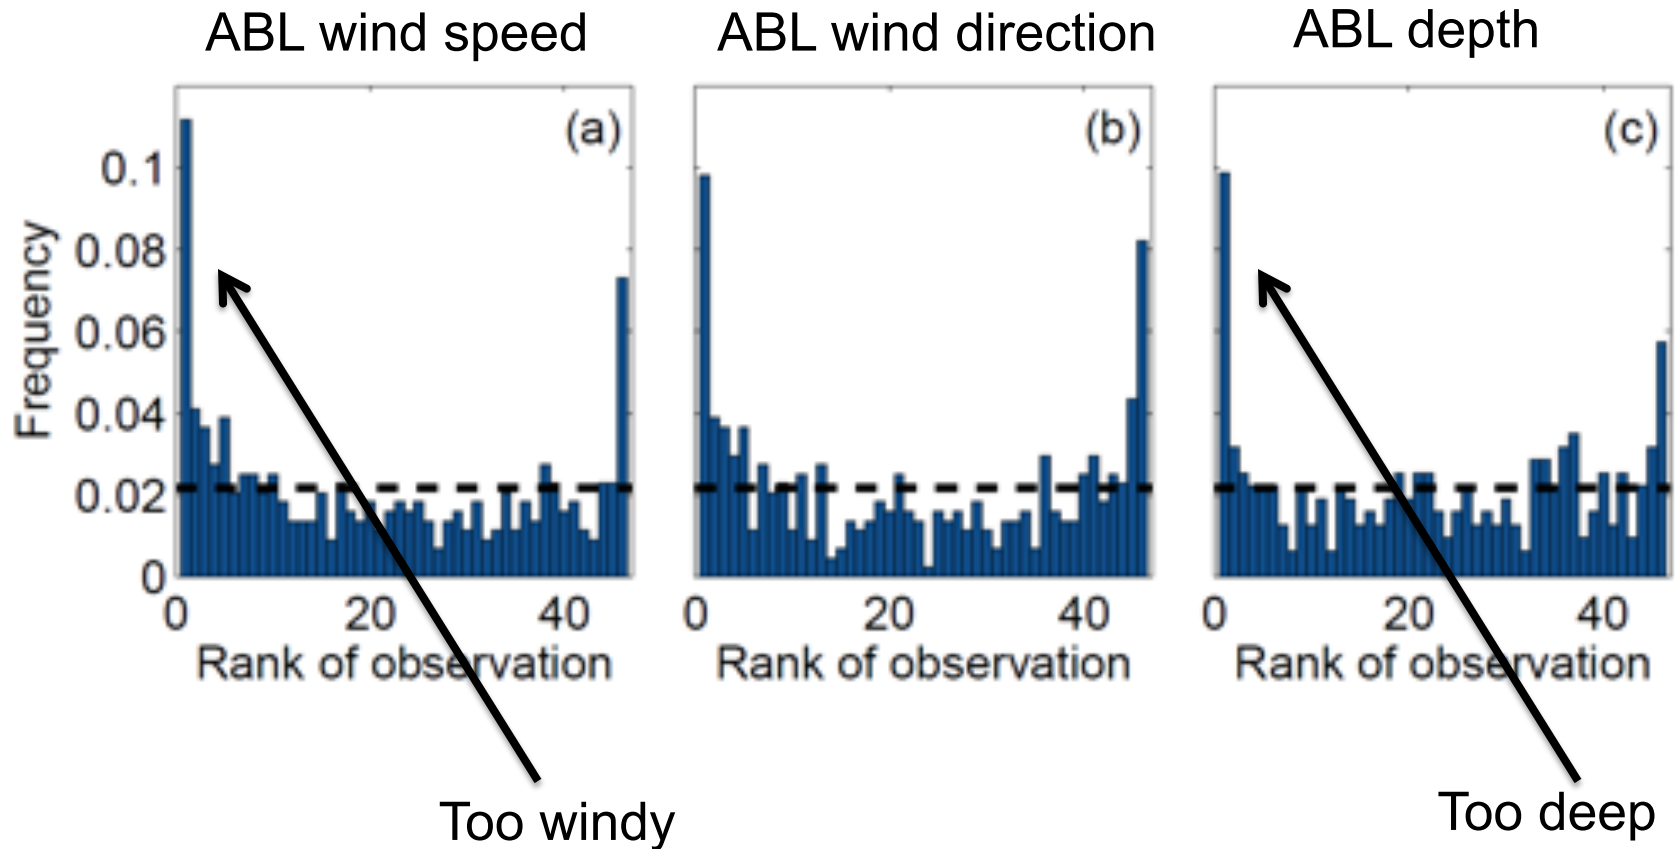 ABL wind speed
ABL wind direction
ABL depth
(a)
(b)
(c)
0.1
0.08
0.06
0.04
0.02
0
Frequency
0 20 40
0 20 40
0 20 40
Rank of observation
Rank of observation
Rank of observation
Too windy
Too deep